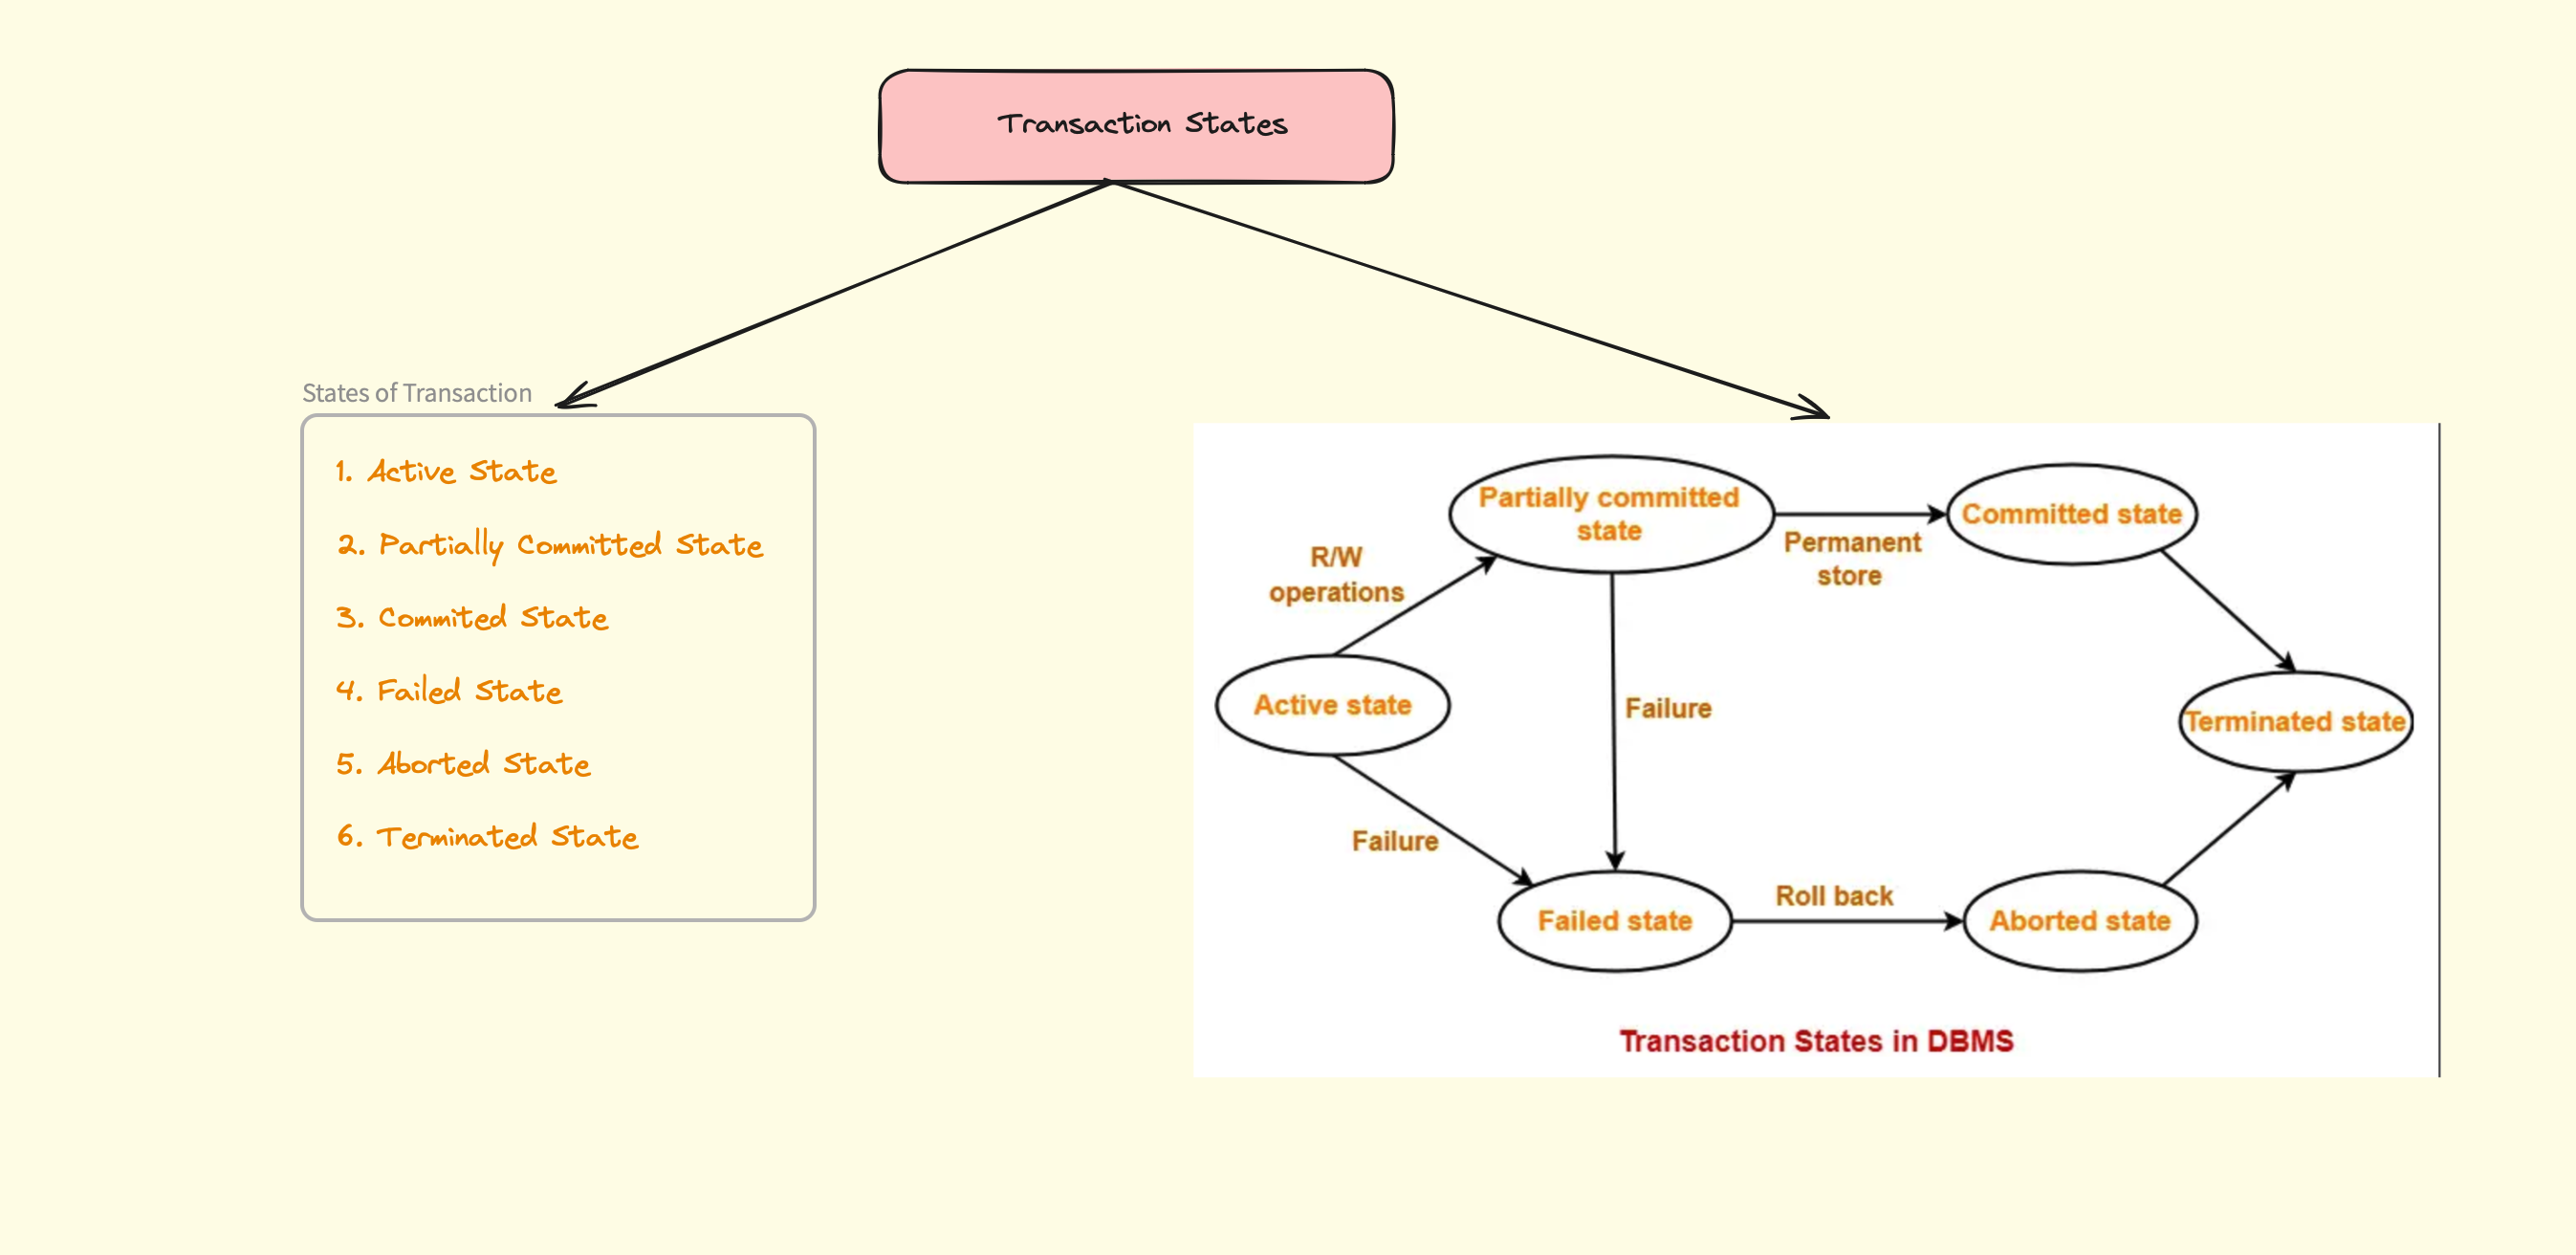 Transaction States
States of Transaction
1. Active State
2. Partially Committed State
3. Commited State
4. Failed State
5. Aborted State
6. Terminated State
Partially committed
state
Committed state
Permanent
store
R/W
operations
Active state
Failure
Terminated state
Failure
Roll back
Failed state
Aborted state
Transaction States in DBMS